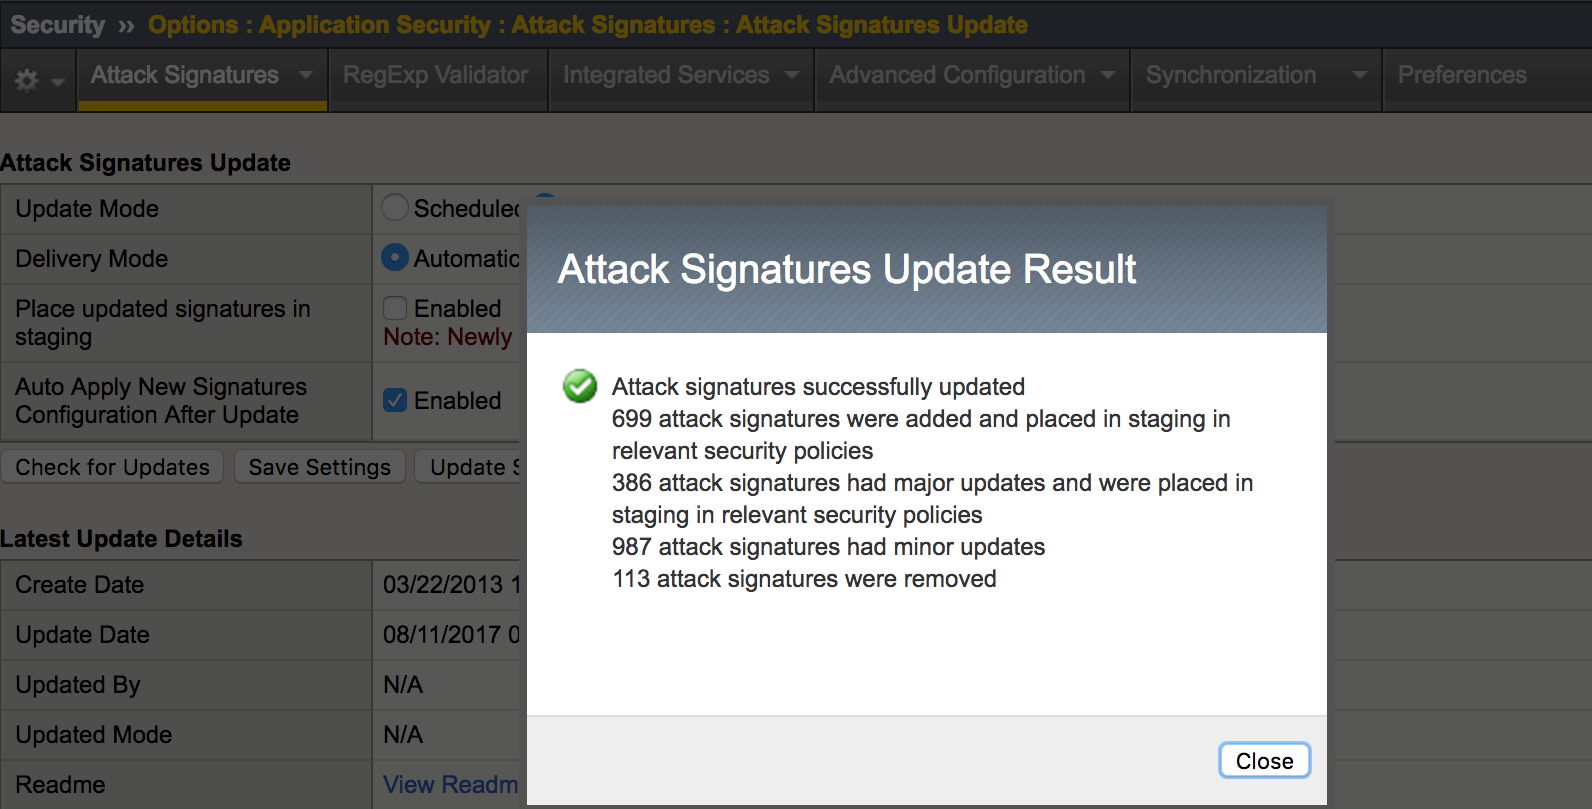 Security » Options : Application Security : Attack Signatures : Attack Signatures Update
Attack Signatures RegExp Validator Integrated Services Advanced Configuration Synchronization Preferences
Attack Signatures Update
Update Mode
Delivery Mode Automatic
Place updated signatures in
staging
Enabled
Note: Newly
Auto Apply New Signatures
Configuration After Update
Enabled
Check for Updates Save Settings Update
Latest Update Details
Create Date 03/22/2013
Update Date 08/11/2017
Updated By N/A
Updated Mode N/A
Readme View
Attack Signatures Update Result
Attack signatures successfully updated
699 attack signatures were added and placed in staging in
relevant security policies
386 attack signatures had major updates and were placed in
staging in relevant security policies
987 attack signatures had minor updates
113 attack signatures were removed
Close